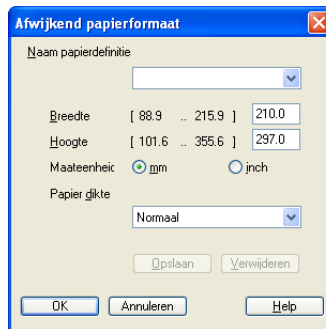 Afwijkend papierformaat
Naam papierdefinitie
Breedte [ 88.9 .. 215.9 ] 210.0
Hoogte [ 101.6 .. 355.6 ] 297.0
Maateenheic mm inch
Papier dikte
Normaal
Opslaan Verwijderen
OK Annuleren Help